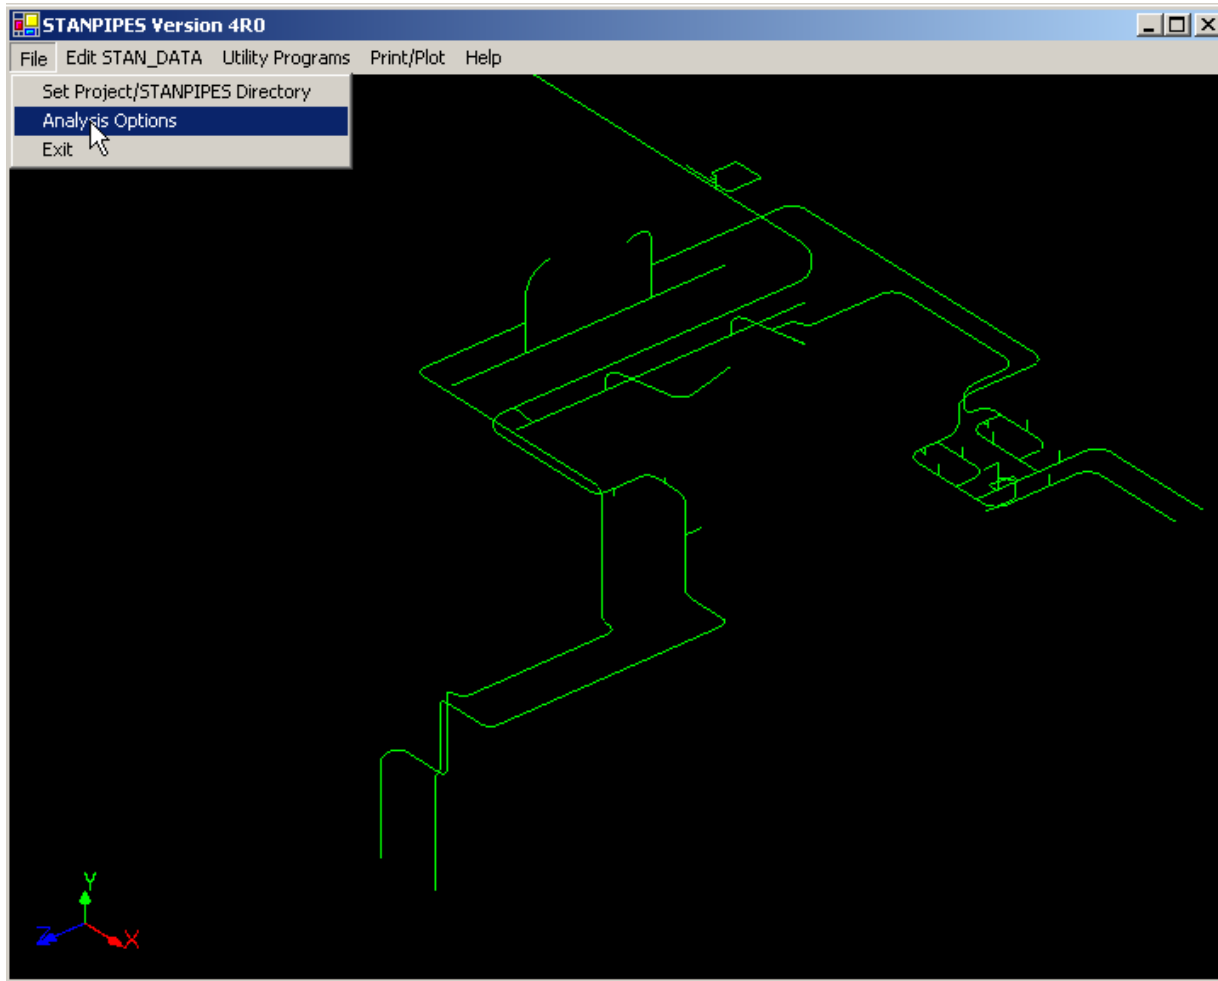 STANPIPES Version 4R0
File Edit STAN_DATA Utility Programs Print/Plot Help
Set Project/STANPIPES Directory
Analysis Options
Exit
Y
Z X